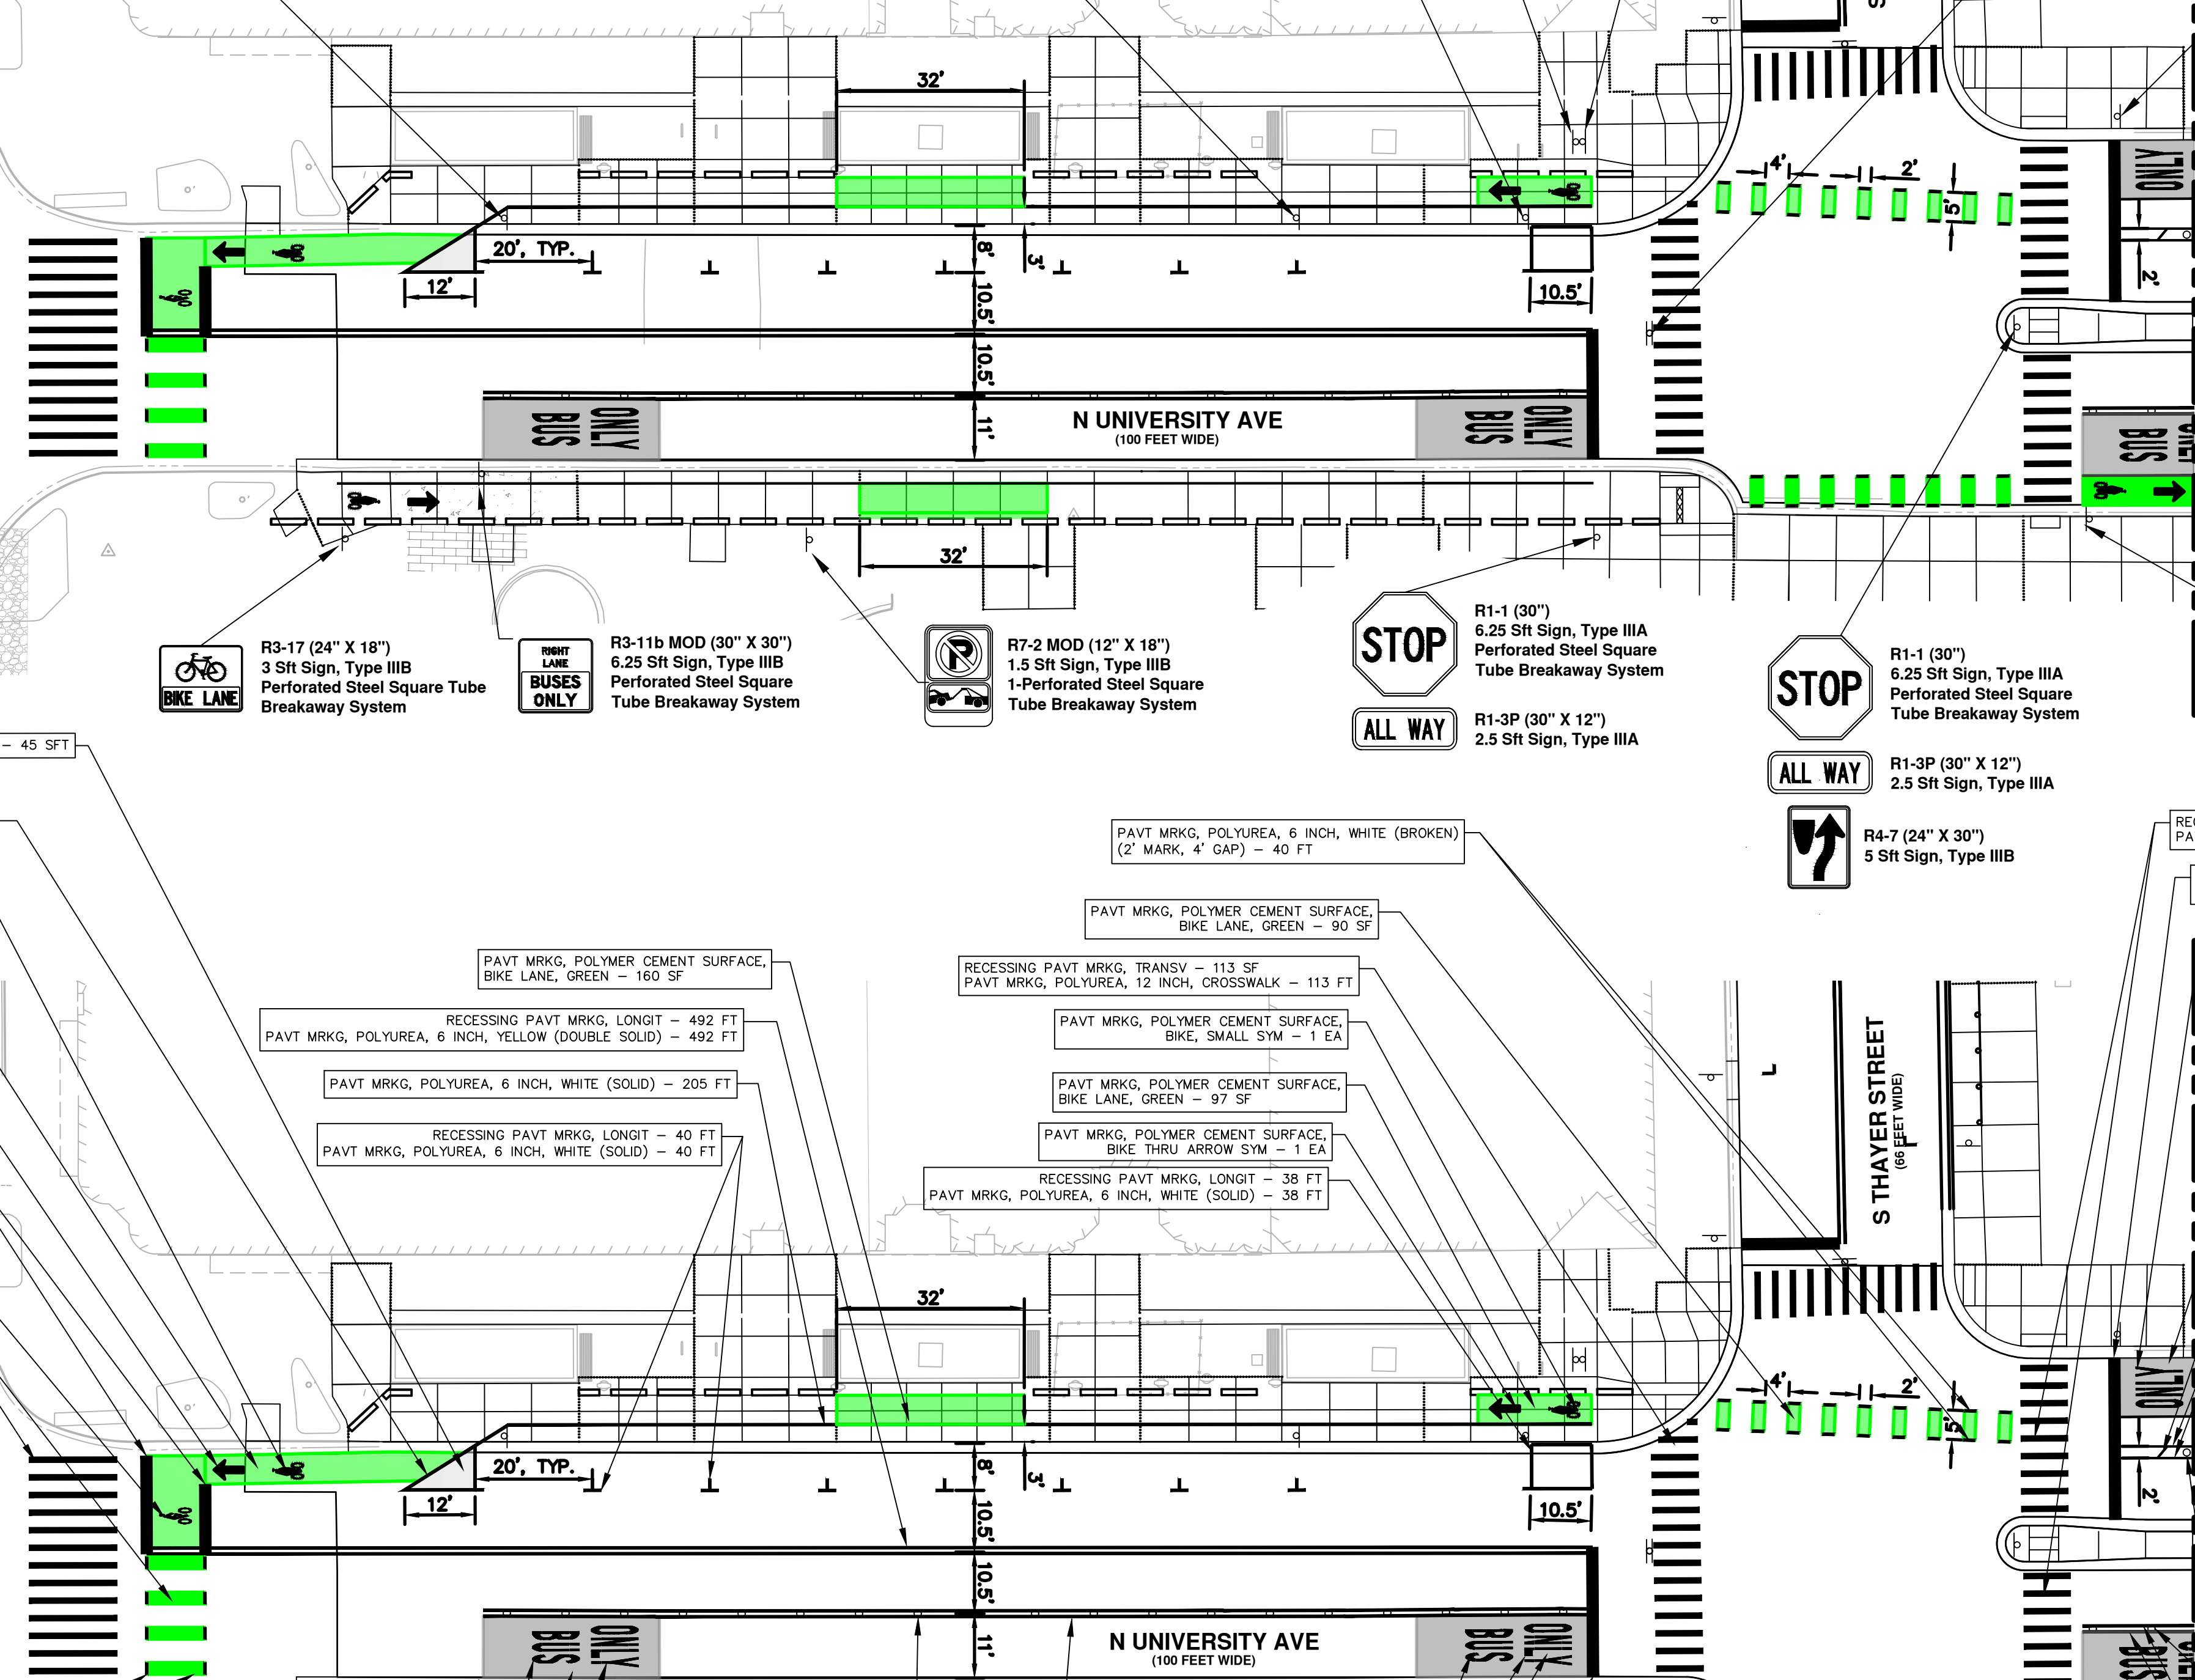 S
32'
4'
2'
5'
ONLY
20', TYP.
8'
3'
12'
10.5'
10.5'
2'
10.5'
BUS ONLY
11'
N UNIVERSITY AVE
(100 FEET WIDE)
BUS ONLY
BUS ONLY
32'
R3-17 (24" X 18")
3 Sft Sign, Type IIIB
Perforated Steel Square Tube
Breakaway System
BIKE LANE
RIGHT
LANE
BUSES
ONLY
R3-11b MOD (30" X 30")
6.25 Sft Sign, Type IIIB
Perforated Steel Square
Tube Breakaway System
P
R7-2 MOD (12" X 18")
1.5 Sft Sign, Type IIIB
1-Perforated Steel Square
Tube Breakaway System
STOP
R1-1 (30")
6.25 Sft Sign, Type IIIA
Perforated Steel Square
Tube Breakaway System
ALL WAY
R1-3P (30" X 12")
2.5 Sft Sign, Type IIIA
STOP
R1-1 (30")
6.25 Sft Sign, Type IIIA
Perforated Steel Square
Tube Breakaway System
ALL WAY
R1-3P (30" X 12")
2.5 Sft Sign, Type IIIA
R4-7 (24" X 30")
5 Sft Sign, Type IIIB
– 45 SFT
PAVT MRKG, POLYUREA, 6 INCH, WHITE (BROKEN)
(2' MARK, 4' GAP) – 40 FT
PAVT MRKG, POLYMER CEMENT SURFACE,
BIKE LANE, GREEN – 90 SF
PAVT MRKG, POLYMER CEMENT SURFACE,
BIKE LANE, GREEN – 160 SF
RECESSING PAVT MRKG, TRANSV – 113 SF
PAVT MRKG, POLYUREA, 12 INCH, CROSSWALK – 113 FT
RECESSING PAVT MRKG, LONGIT – 492 FT
PAVT MRKG, POLYUREA, 6 INCH, YELLOW (DOUBLE SOLID) – 492 FT
PAVT MRKG, POLYMER CEMENT SURFACE,
BIKE, SMALL SYM – 1 EA
PAVT MRKG, POLYUREA, 6 INCH, WHITE (SOLID) – 205 FT
PAVT MRKG, POLYMER CEMENT SURFACE,
BIKE LANE, GREEN – 97 SF
RECESSING PAVT MRKG, LONGIT – 40 FT
PAVT MRKG, POLYUREA, 6 INCH, WHITE (SOLID) – 40 FT
PAVT MRKG, POLYMER CEMENT SURFACE,
BIKE THRU ARROW SYM – 1 EA
RECESSING PAVT MRKG, LONGIT – 38 FT
PAVT MRKG, POLYUREA, 6 INCH, WHITE (SOLID) – 38 FT
S THAYER STREET
(66 FEET WIDE)
32'
4'
2'
5'
ONLY
20', TYP.
8'
3'
12'
10.5'
10.5'
2'
10.5'
BUS ONLY
11'
N UNIVERSITY AVE
(100 FEET WIDE)
BUS ONLY
BUS